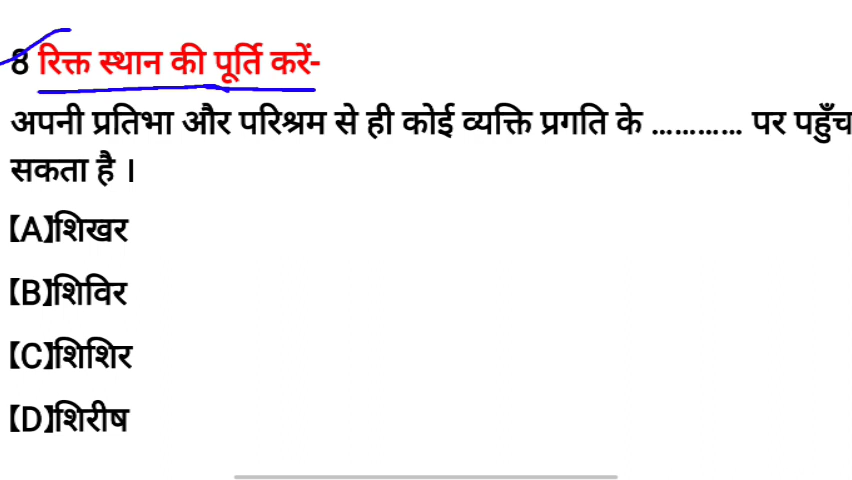 8 रिक्त स्थान की पूर्ति करें-
अपनी प्रतिभा और परिश्रम से ही कोई व्यक्ति प्रगति के ............ पर पहुँच
सकता है ।
【A】शिखर
【B】शिविर
【C】शिशिर
【D】शिरीष